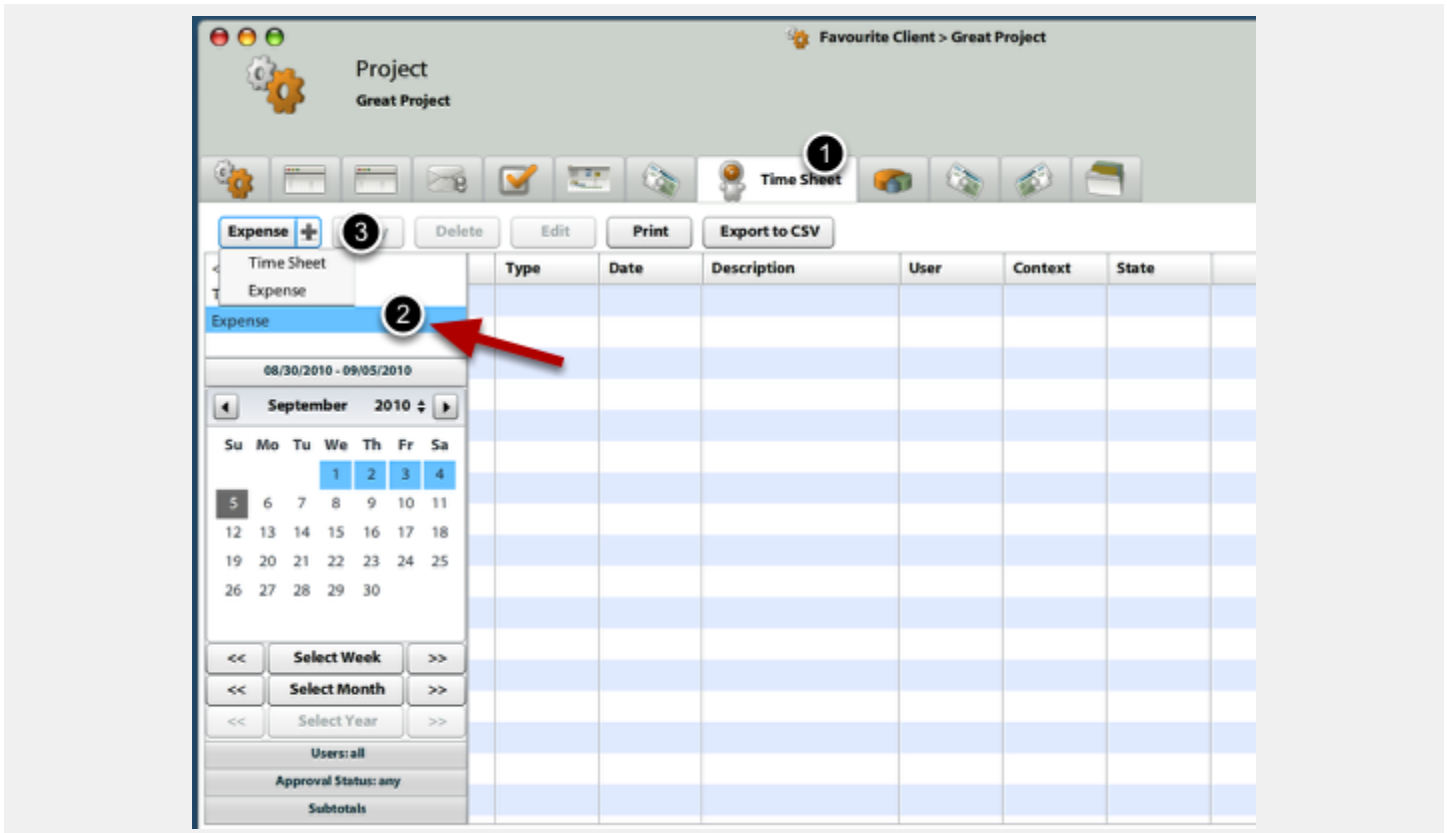 Favourite Client > Great Project
Project
Great Project
1
Time Sheet
Expense + 3 y Delete Edit Print Export to CSV
Time Sheet
Expense
< Type Date Description User Context State
T
Expense 2
08/30/2010 - 09/05/2010
September 2010
Su Mo Tu We Th Fr Sa
1 2 3 4
5 6 7 8 9 10 11
12 13 14 15 16 17 18
19 20 21 22 23 24 25
26 27 28 29 30
<< Select Week >>
<< Select Month >>
<< Select Year >>
Users: all
Approval Status: any
Subtotals